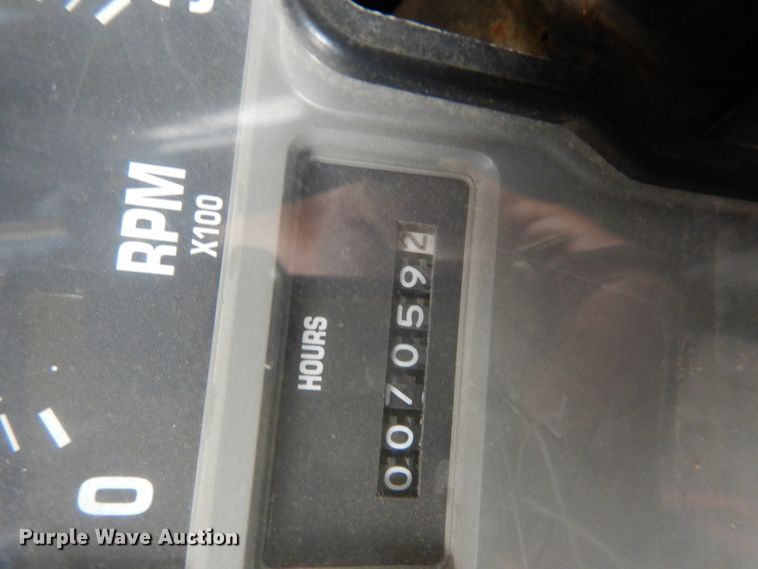 RPM
X100
0
HOURS
0070592
Purple Wave Auction